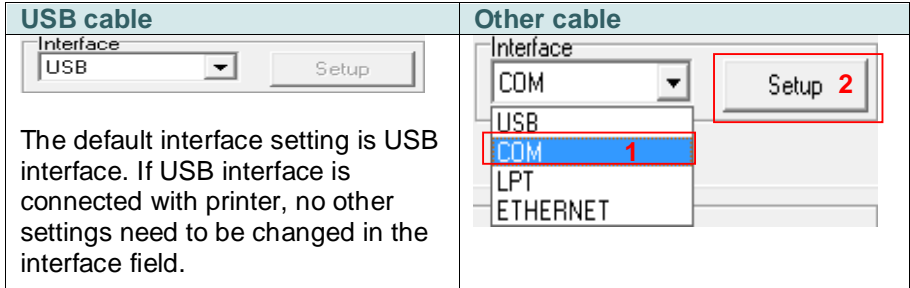 USB cable
Interface
USB
Setup
The default interface setting is USB
interface. If USB interface is
connected with printer, no other
settings need to be changed in the
interface field.
Other cable
Interface
COM
Setup 2
USB
COM 1
LPT
ETHERNET